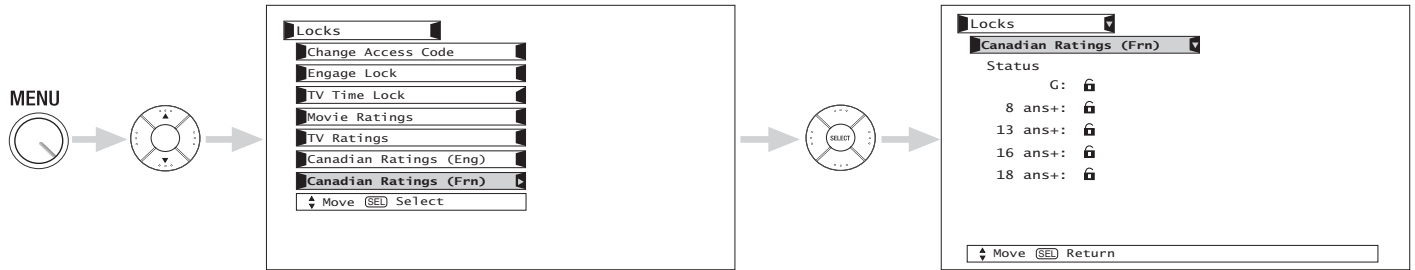 MENU
Locks
Change Access Code
Engage Lock
TV Time Lock
Movie Ratings
TV Ratings
Canadian Ratings (Eng)
Canadian Ratings (Frn)
Move SEL Select
SELECT
Locks
Canadian Ratings (Frn)
Status
G:
8 ans+:
13 ans+:
16 ans+:
18 ans+:
Move SEL Return